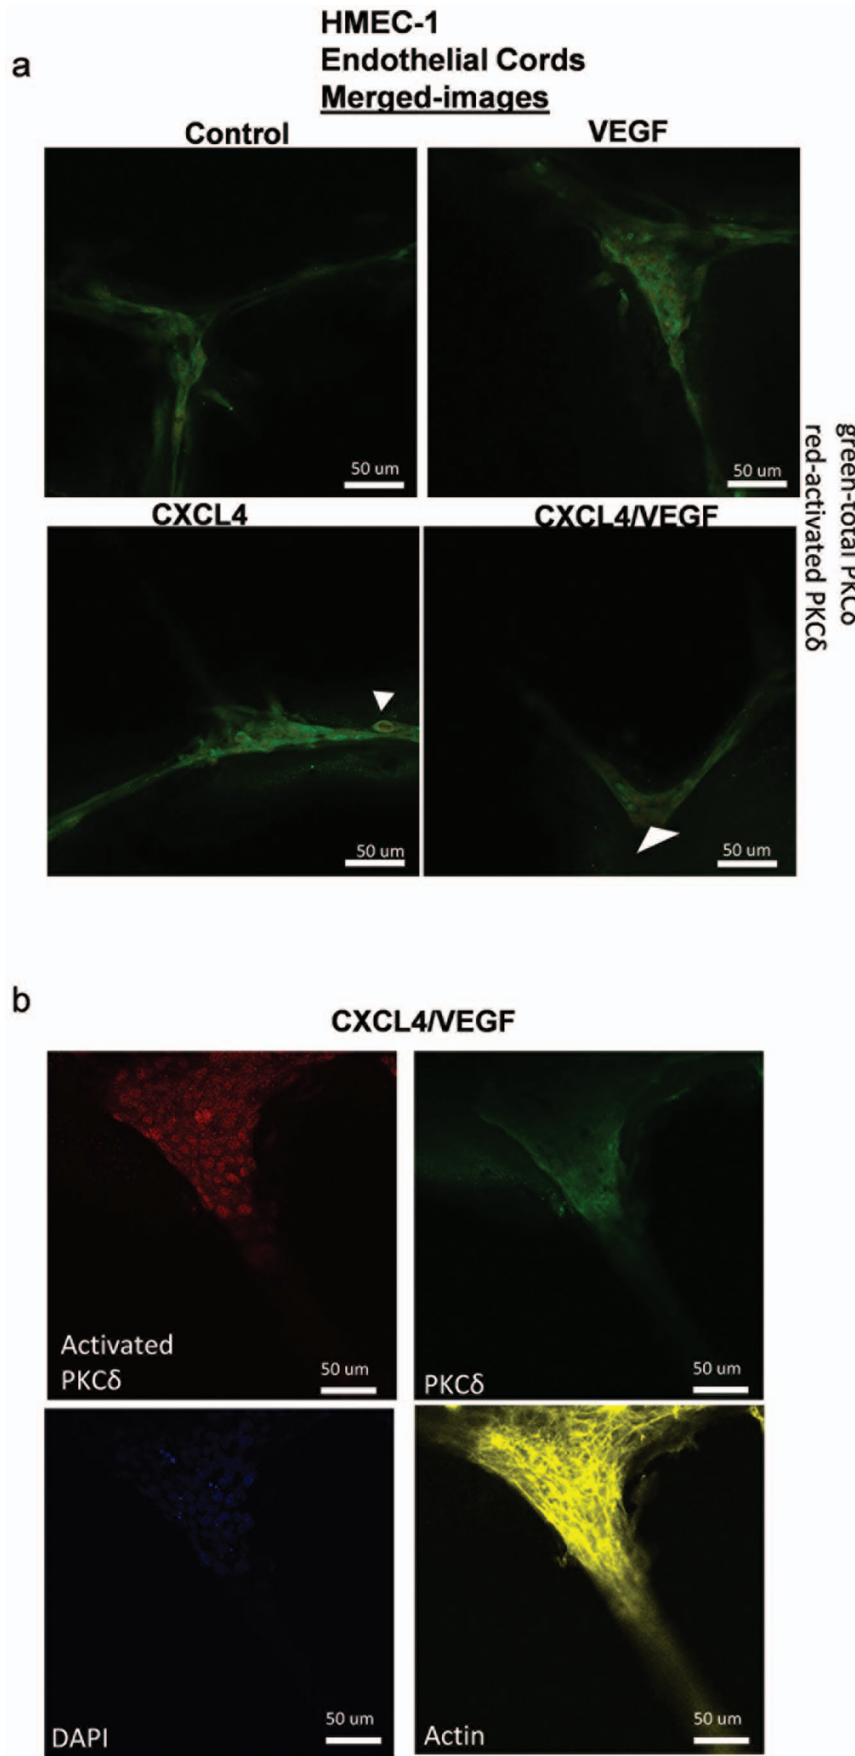 HMEC-1
Endothelial Cords
Merged-images
a
Control
VEGF
50 um
50 um
CXCL4
CXCL4/VEGF
50 um
50 um
green-total PKCδ
red-activated PKCδ
b
CXCL4/VEGF
Activated
PKCδ
50 um
PKCδ
50 um
DAPI
50 um
Actin
50 um